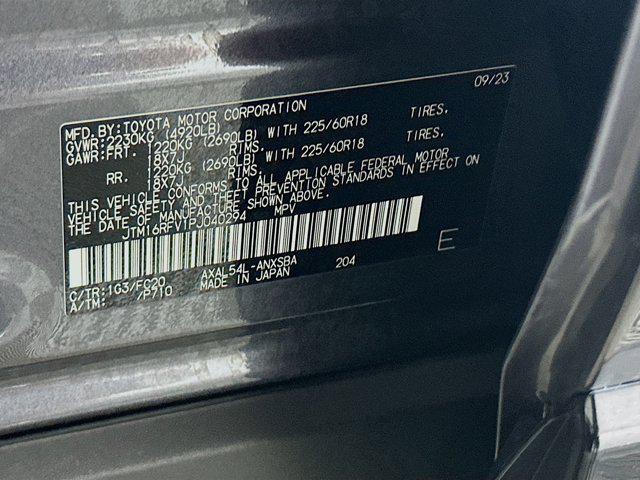 09/23
MFD.BY:TOYOTA MOTOR CORPORATION
GVWR:2230KG (4920LB)
GAWR:FRT. 1220KG (2690LB) WITH 225/60R18 TIRES,
18X7J RIMS.
RR. 1220KG (2690LB) WITH 225/60R18 TIRES,
18X7J RIMS.
THIS VEHICLE CONFORMS TO ALL APPLICABLE FEDERAL MOTOR
VEHICLE SAFETY AND THEFT PREVENTION STANDARDS IN EFFECT ON
THE DATE OF MANUFACTURE SHOWN ABOVE.
JTM16RFV1PJ040294 MPV
E
C/TR:1G3/FC20 AXAL54L-ANXSBA 204
A/TM: /P710 MADE IN JAPAN